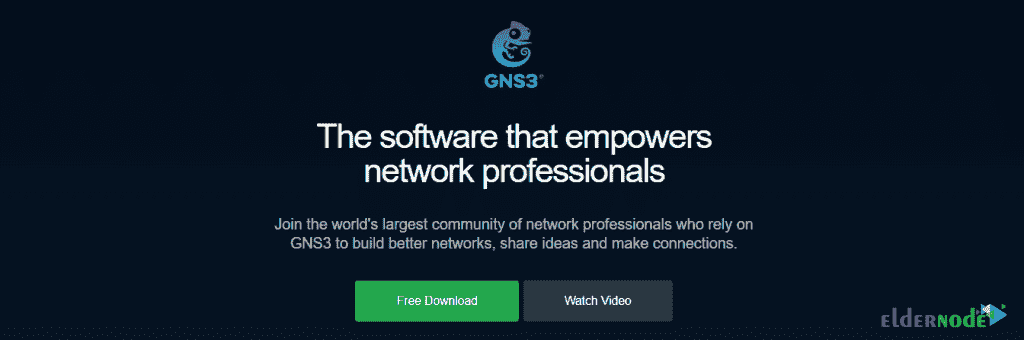 GNS3®
The software that empowers
network professionals
Join the world's largest community of network professionals who rely on
GNS3 to build better networks, share ideas and make connections.
Free Download
Watch Video
elderNode